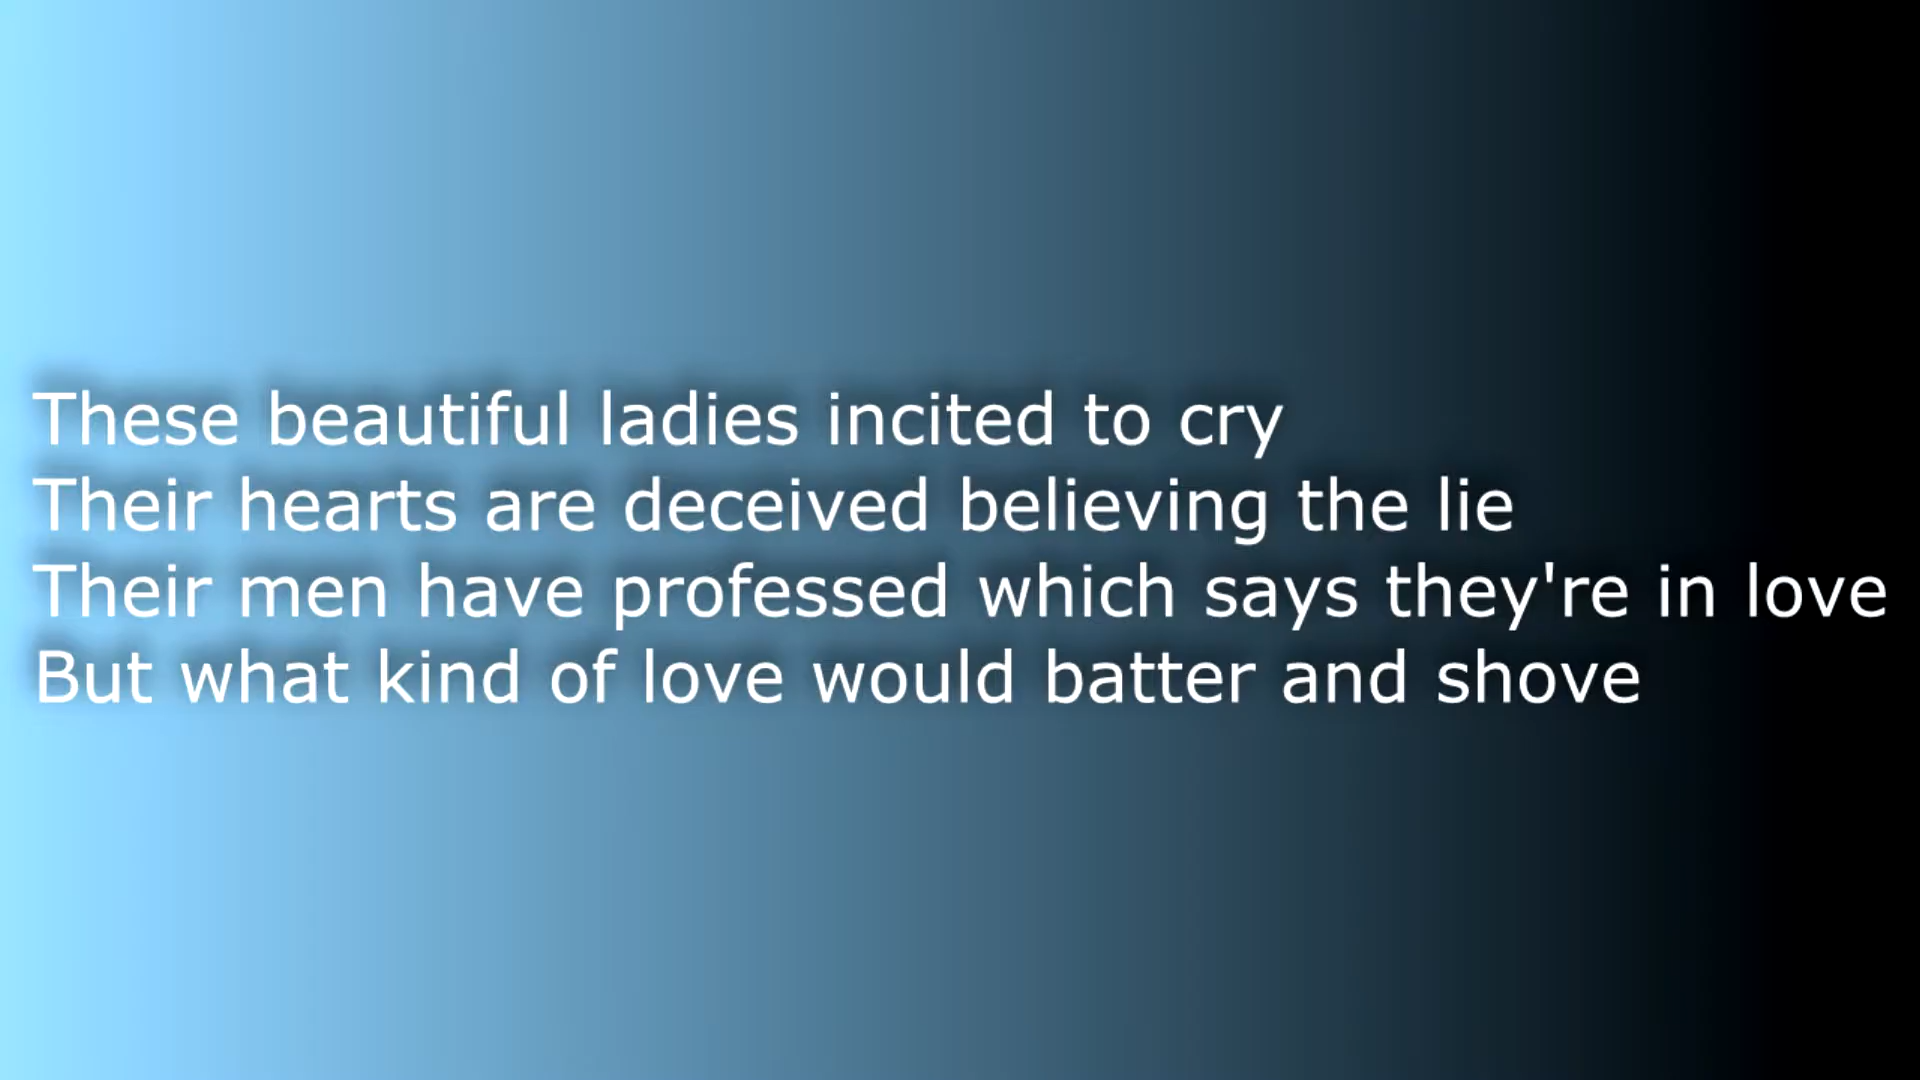 These beautiful ladies incited to cry
Their hearts are deceived believing the lie
Their men have professed which says they're in love
But what kind of love would batter and shove